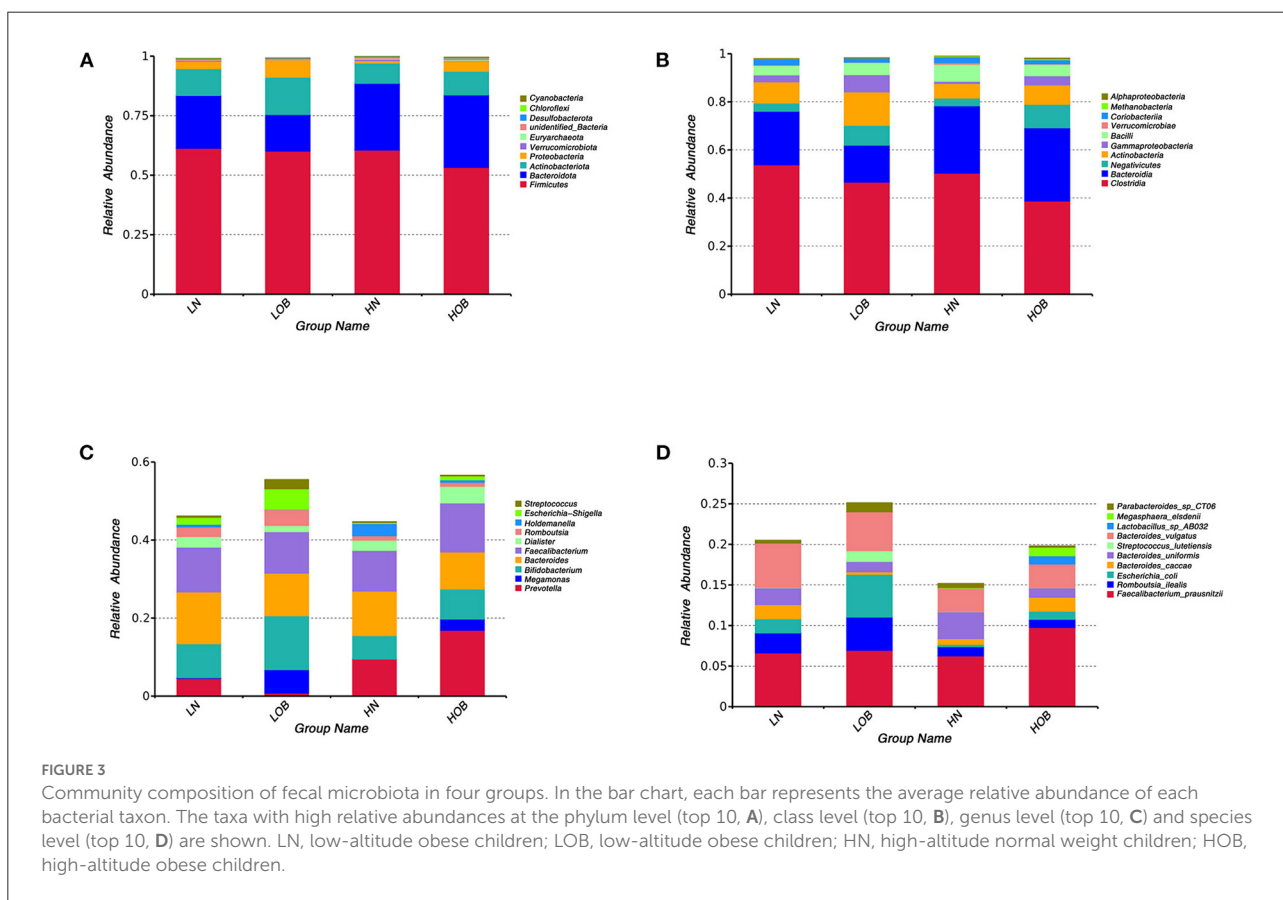 A
1
0.75
0.5
0.25
0
Relative Abundance
LN
LOB
HN
HOB
Group Name
Cyanobacteria
Chloroflexi
Desulfobacterota
unidentified_Bacteria
Euryarchaeota
Verrucomicrobiota
Proteobacteria
Actinobacteriota
Bacteroidota
Firmicutes
B
1
0.8
0.6
0.4
0.2
0
Relative Abundance
LN
LOB
HN
HOB
Group Name
Alphaproteobacteria
Methanobacteria
Coriobacteriia
Verrucomicrobiae
Bacilli
Gammaproteobacteria
Actinobacteria
Negativicutes
Bacteroidia
Clostridia
C
0.6
0.4
0.2
0
Relative Abundance
LN
LOB
HN
HOB
Group Name
Streptococcus
Escherichia-Shigella
Holdemanella
Romboutsia
Dialister
Faecalibacterium
Bacteroides
Bifidobacterium
Megamonas
Prevotella
D
0.3
0.25
0.2
0.15
0.1
0.05
0
Relative Abundance
LN
LOB
HN
HOB
Group Name
Parabacteroides_sp_CT06
Megasphaera_elsdenii
Lactobacillus_sp_AB032
Bacteroides_vulgatus
Streptococcus_lutetiensis
Bacteroides_uniformis
Bacteroides_caccae
Escherichia_coli
Romboutsia_ilealis
Faecalibacterium_prausnitzii
FIGURE 3
Community composition of fecal microbiota in four groups. In the bar chart, each bar represents the average relative abundance of each
bacterial taxon. The taxa with high relative abundances at the phylum level (top 10, A), class level (top 10, B), genus level (top 10, C) and species
level (top 10, D) are shown. LN, low-altitude obese children; LOB, low-altitude obese children; HN, high-altitude normal weight children; HOB,
high-altitude obese children.